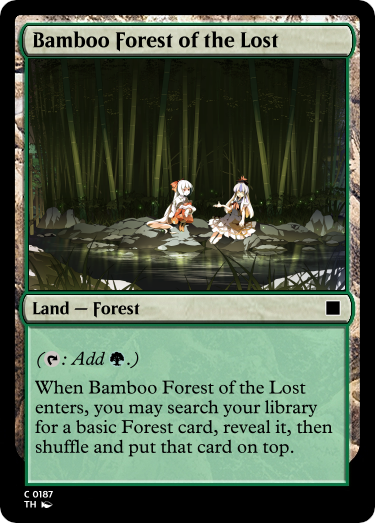 Bamboo Forest of the Lost
Land — Forest
(: Add .)
When Bamboo Forest of the Lost
enters, you may search your library
for a basic Forest card, reveal it, then
shuffle and put that card on top.
C 0187
TH